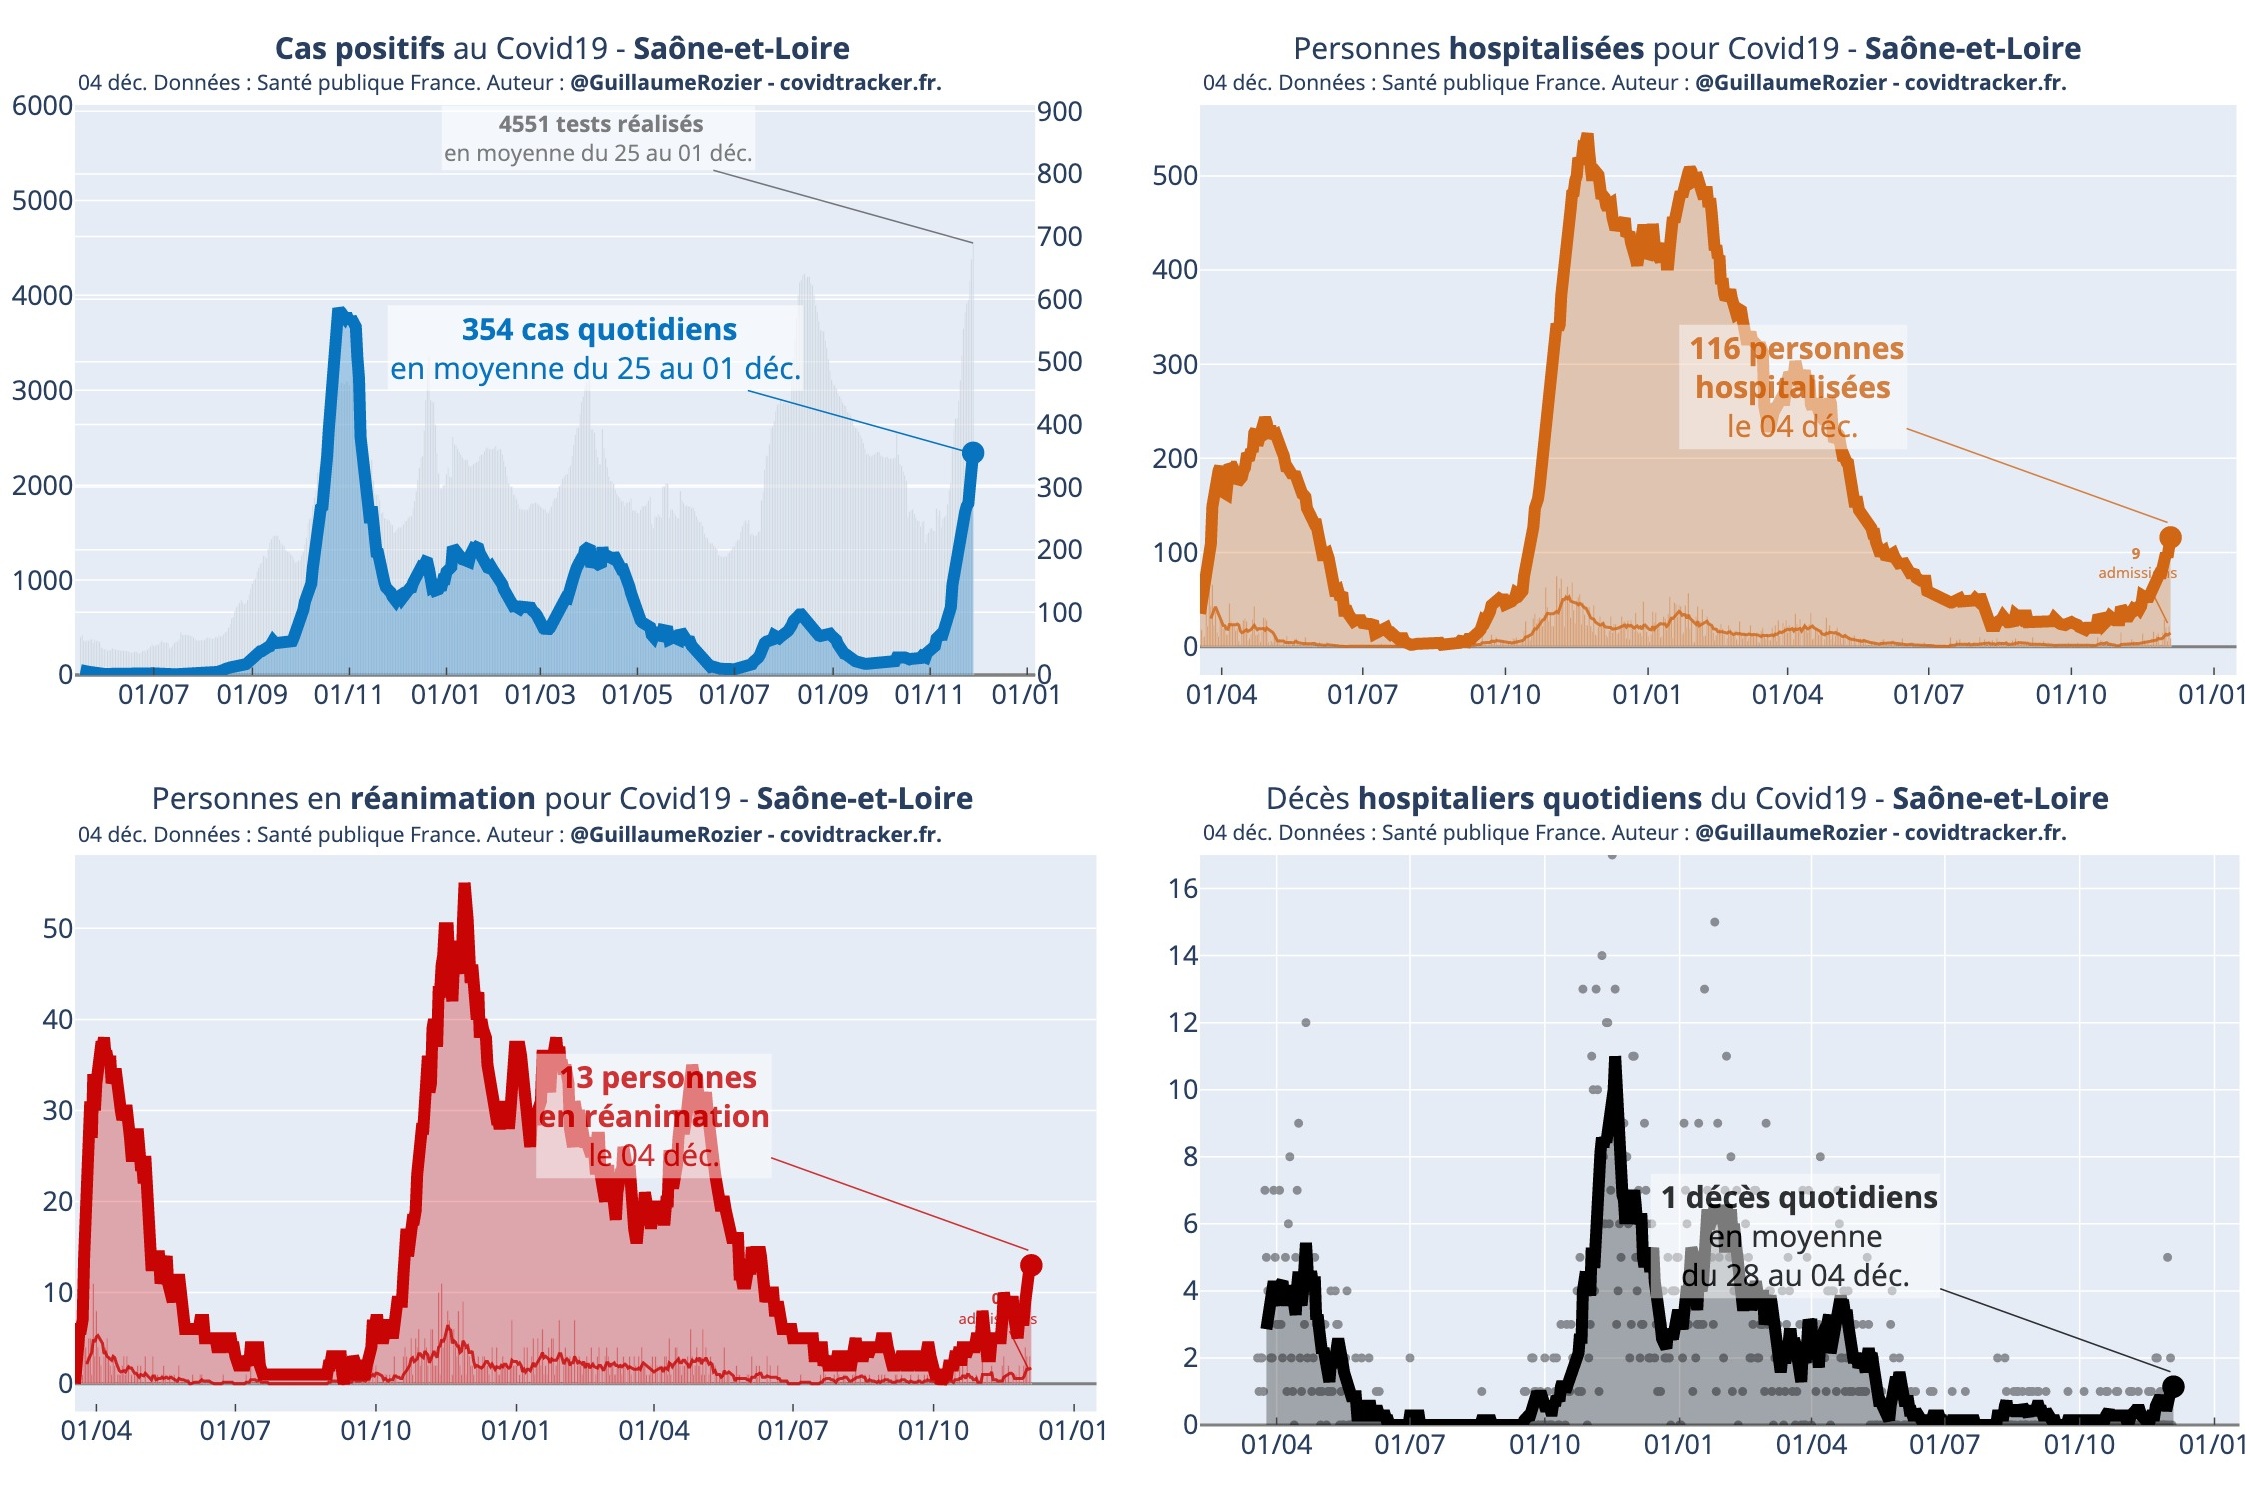 Cas positifs au Covid19 - Saône-et-Loire
04 déc. Données : Santé publique France. Auteur : @GuillaumeRozier - covidtracker.fr.
6000
5000
4000
3000
2000
1000
0
900
800
700
600
500
400
300
200
100
0
4551 tests réalisés
en moyenne du 25 au 01 déc.
354 cas quotidiens
en moyenne du 25 au 01 déc.
01/07 01/09 01/11 01/01 01/03 01/05 01/07 01/09 01/11 01/01
Personnes hospitalisées pour Covid19 - Saône-et-Loire
04 déc. Données : Santé publique France. Auteur : @GuillaumeRozier - covidtracker.fr.
500
400
300
200
100
0
116 personnes
hospitalisées
le 04 déc.
9
admissions
01/04 01/07 01/10 01/01 01/04 01/07 01/10 01/01
Personnes en réanimation pour Covid19 - Saône-et-Loire
04 déc. Données : Santé publique France. Auteur : @GuillaumeRozier - covidtracker.fr.
50
40
30
20
10
0
13 personnes
en réanimation
le 04 déc.
0
admissions
01/04 01/07 01/10 01/01 01/04 01/07 01/10 01/01
Décès hospitaliers quotidiens du Covid19 - Saône-et-Loire
04 déc. Données : Santé publique France. Auteur : @GuillaumeRozier - covidtracker.fr.
16
14
12
10
8
6
4
2
0
1 décès quotidiens
en moyenne
du 28 au 04 déc.
01/04 01/07 01/10 01/01 01/04 01/07 01/10 01/01